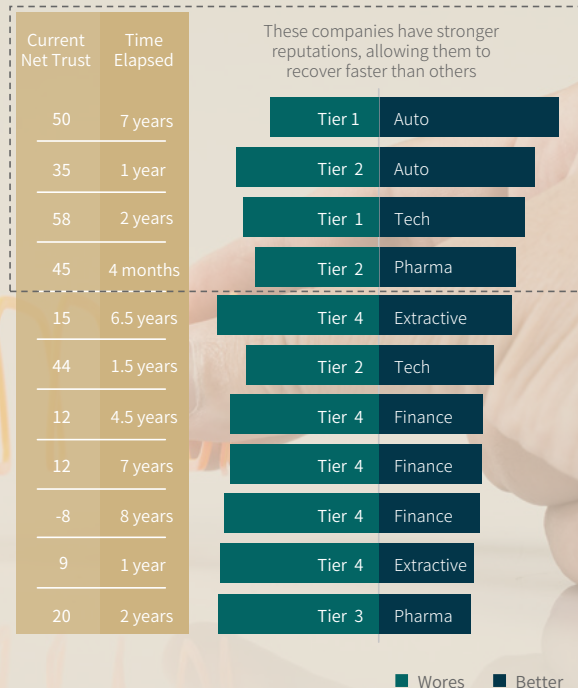 Current
Net Trust
Time
Elapsed
These companies have stronger
reputations, allowing them to
recover faster than others
50 7 years Tier 1 Auto
35 1 year Tier 2 Auto
58 2 years Tier 1 Tech
45 4 months Tier 2 Pharma
15 6.5 years Tier 4 Extractive
44 1.5 years Tier 2 Tech
12 4.5 years Tier 4 Finance
12 7 years Tier 4 Finance
-8 8 years Tier 4 Finance
9 1 year Tier 4 Extractive
20 2 years Tier 3 Pharma
Wores Better